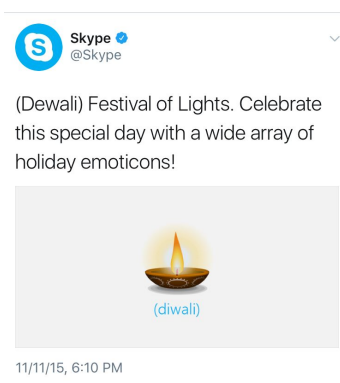 Skype
@Skype
(Dewali) Festival of Lights. Celebrate
this special day with a wide array of
holiday emoticons!
(diwali)
11/11/15, 6:10 PM